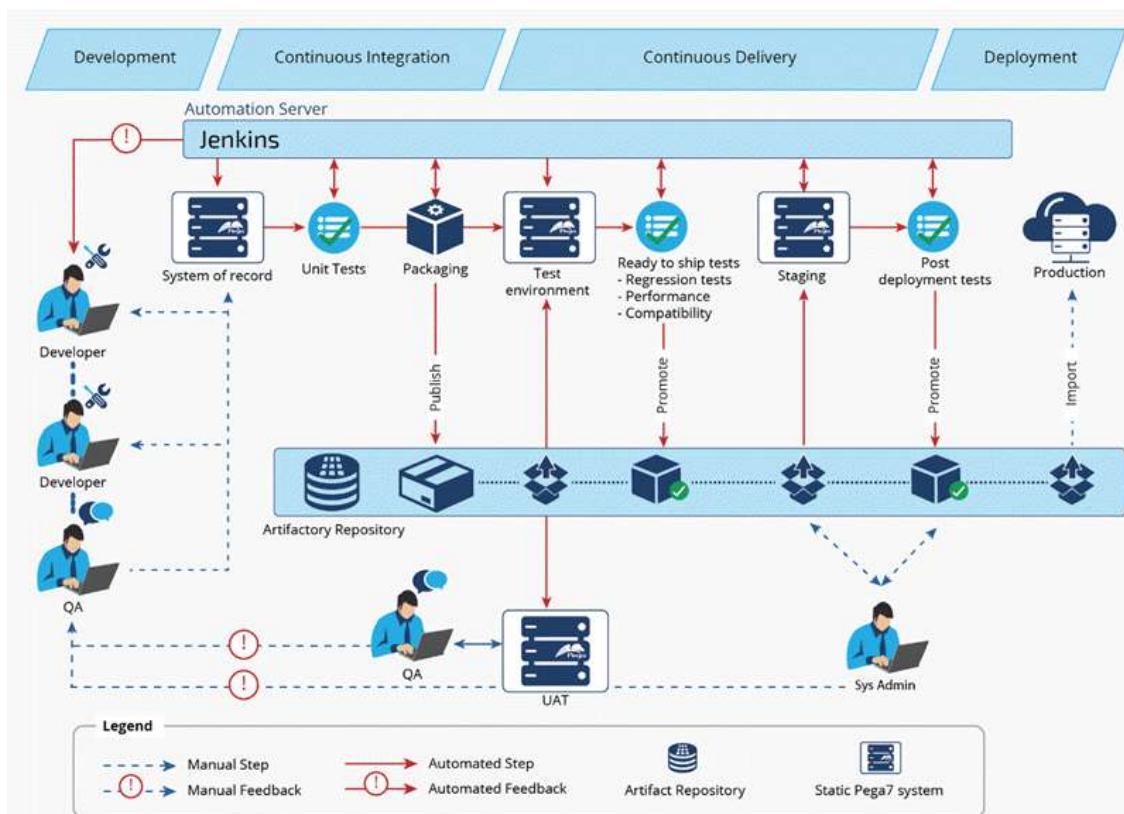 Development
Continuous Integration
Continuous Delivery
Deployment
Automation Server
Jenkins
System of record
Unit Tests
Packaging
Test
environment
Ready to ship tests
- Regression tests
- Performance
- Compatibility
Staging
Post
deployment tests
Production
Developer
Developer
QA
Publish
Promote
Promote
Import
Artifactory Repository
QA
UAT
Sys Admin
Legend
Manual Step
Manual Feedback
Automated Step
Automated Feedback
Artifact Repository
Static Pega7 system